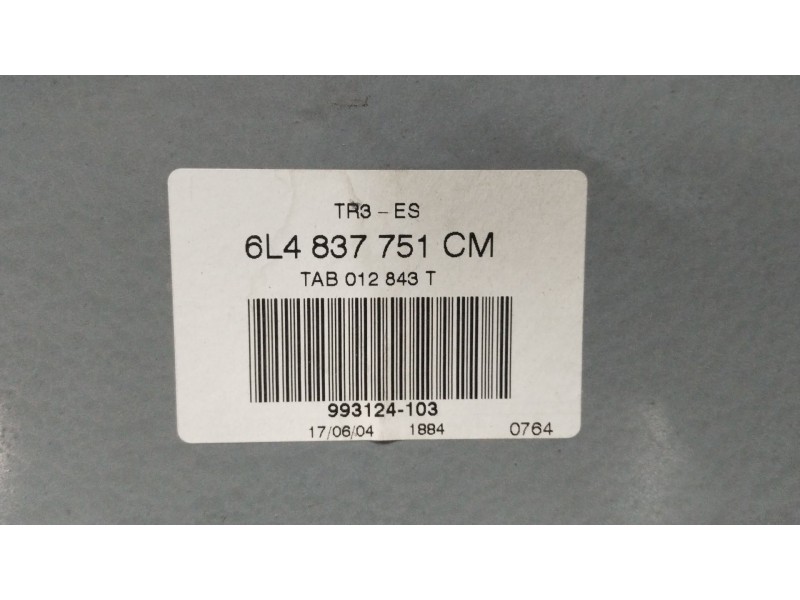 TR3 - ES
6L4 837 751 CM
TAB 012 843 T
993124-103
17/06/04 1884 0764